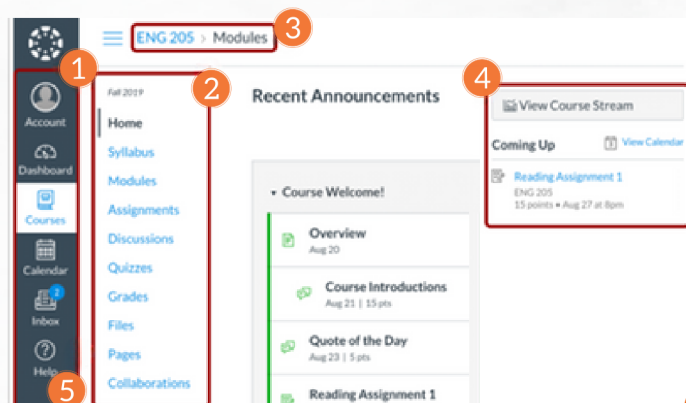 ENG 205 > Modules
3
1
Account
Dashboard
Courses
Calendar
2
Inbox
Help
5
2
Fall 2019
Home
Syllabus
Modules
Assignments
Discussions
Quizzes
Grades
Files
Pages
Collaborations
Recent Announcements
Course Welcome!
Overview
Aug 20
Course Introductions
Aug 21 | 15 pts
Quote of the Day
Aug 23 | 5 pts
Reading Assignment 1
4
View Course Stream
Coming Up
View Calendar
Reading Assignment 1
ENG 205
15 points • Aug 27 at 8pm